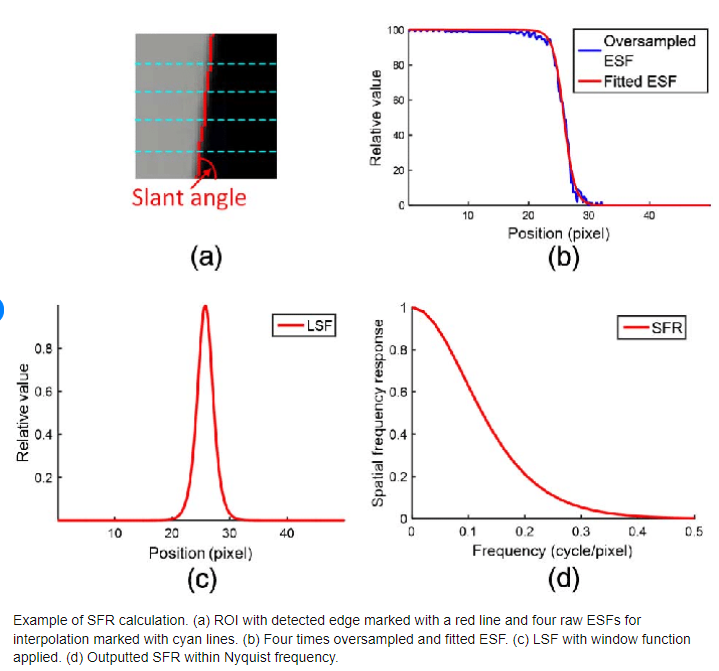 Slant angle
(a)
100
80
60
40
20
0
10
20
30
40
Relative value
Position (pixel)
Oversampled
ESF
Fitted ESF
(b)
0.8
0.6
0.4
0.2
10
20
30
40
Relative value
Position (pixel)
LSF
(c)
1
0.8
0.6
0.4
0.2
0
0
0.1
0.2
0.3
0.4
0.5
Spatial frequency response
Frequency (cycle/pixel)
SFR
(d)
Example of SFR calculation. (a) ROI with detected edge marked with a red line and four raw ESFs for
interpolation marked with cyan lines. (b) Four times oversampled and fitted ESF. (c) LSF with window function
applied. (d) Outputted SFR within Nyquist frequency.